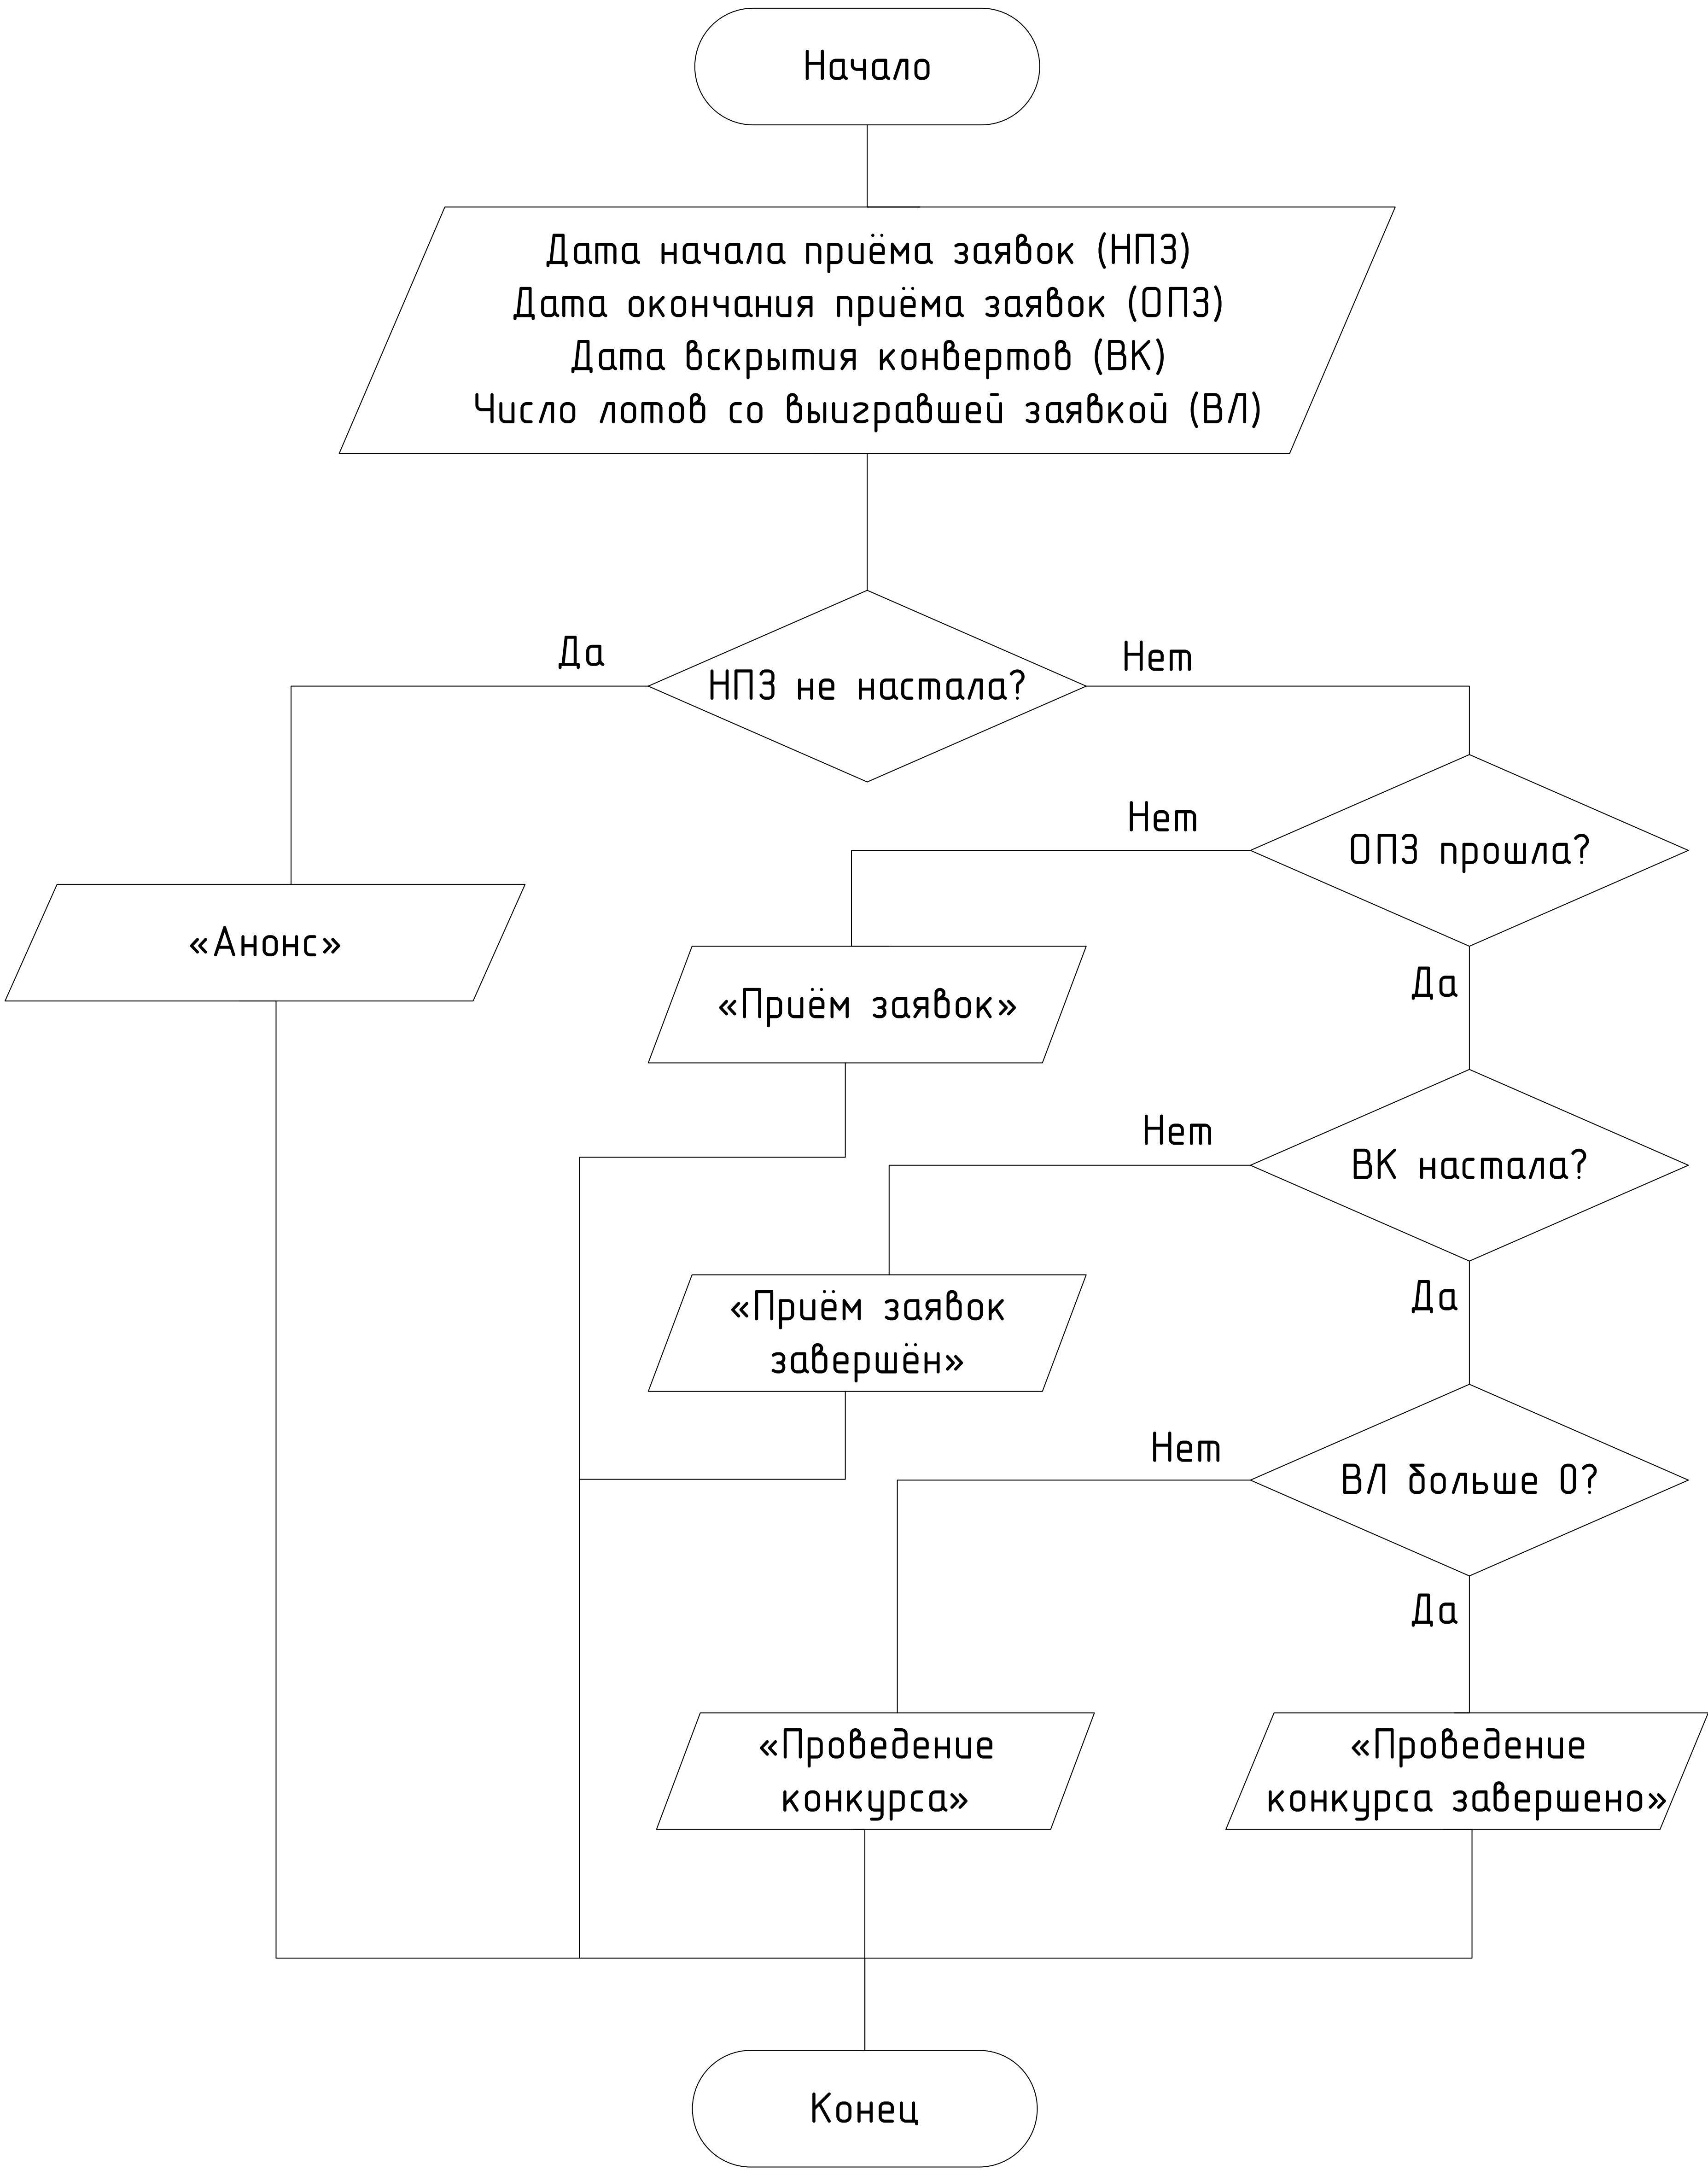 Начало
Дата начала приёма заявок (НПЗ)
Дата окончания приёма заявок (ОПЗ)
Дата вскрытия конвертов (ВК)
Число лотов со выигравшей заявкой (ВЛ)
Да
НПЗ не настала?
Нет
Нет
ОПЗ прошла?
«Анонс»
Да
«Приём заявок»
Нет
ВК настала?
Да
«Приём заявок
завершён»
Нет
ВЛ больше 0?
Да
«Проведение
конкурса»
«Проведение
конкурса завершено»
Конец